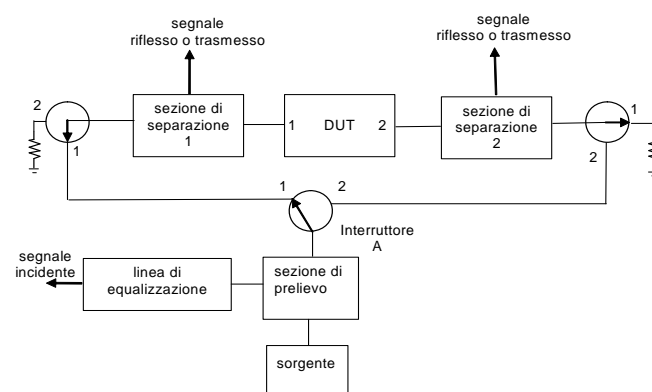 segnale
riflesso o trasmesso
segnale
riflesso o trasmesso
2
1
sezione di
separazione
1
1 DUT 2
sezione di
separazione
2
1
2
1
2
Interruttore
A
segnale
incidente
linea di
equalizzazione
sezione di
prelievo
sorgente